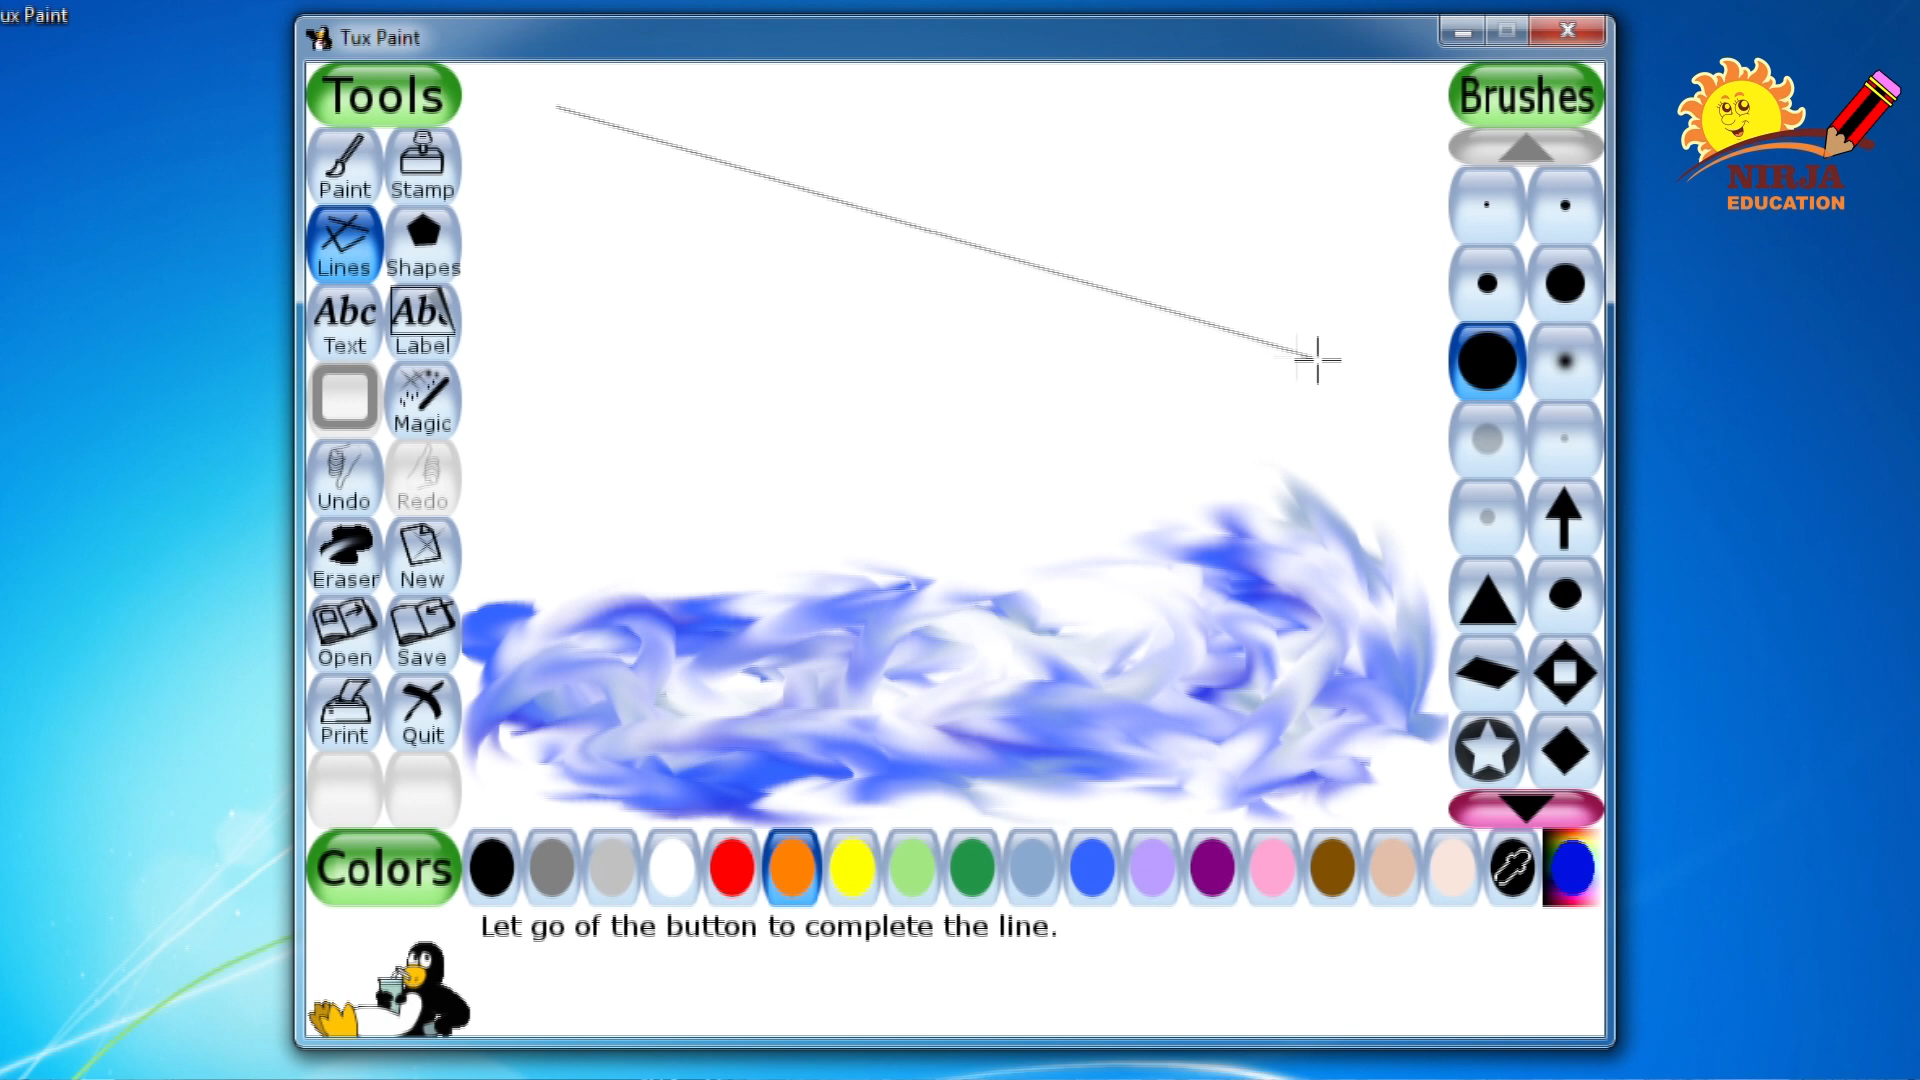 ux Paint
Tux Paint
Tools
Brushes
Paint Stamp
Lines Shapes
Abc Abc
Text Label
Magic
Undo Redo
Eraser New
Open Save
Print Quit
Colors
Let go of the button to complete the line.
NIRJA
EDUCATION